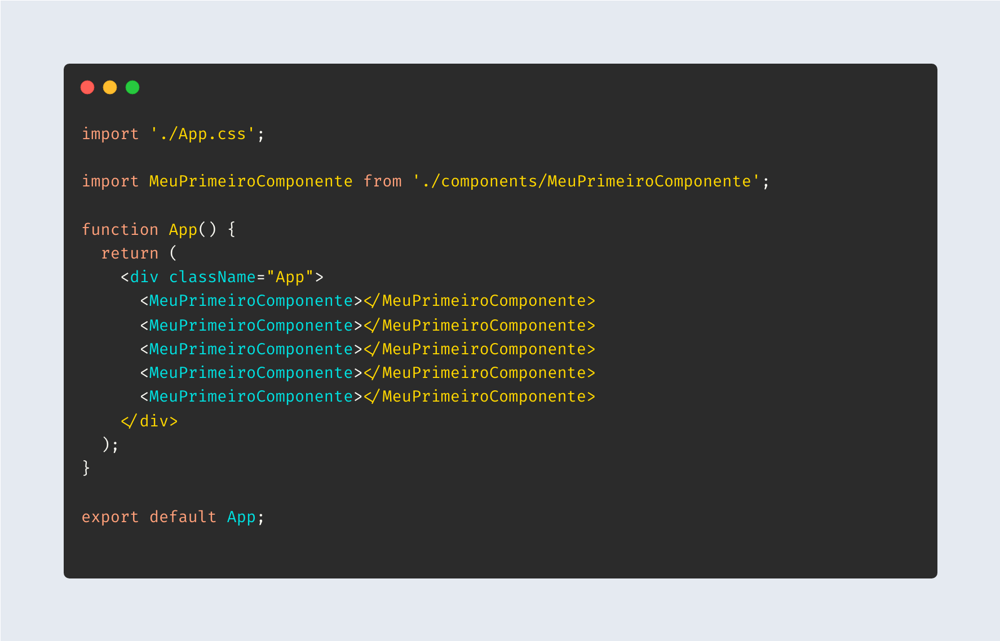 import './App.css';
import MeuPrimeiroComponente from './components/MeuPrimeiroComponente';
function App() {
  return (
    <div className="App">
      <MeuPrimeiroComponente></MeuPrimeiroComponente>
      <MeuPrimeiroComponente></MeuPrimeiroComponente>
      <MeuPrimeiroComponente></MeuPrimeiroComponente>
      <MeuPrimeiroComponente></MeuPrimeiroComponente>
      <MeuPrimeiroComponente></MeuPrimeiroComponente>
    </div>
  );
}
export default App;